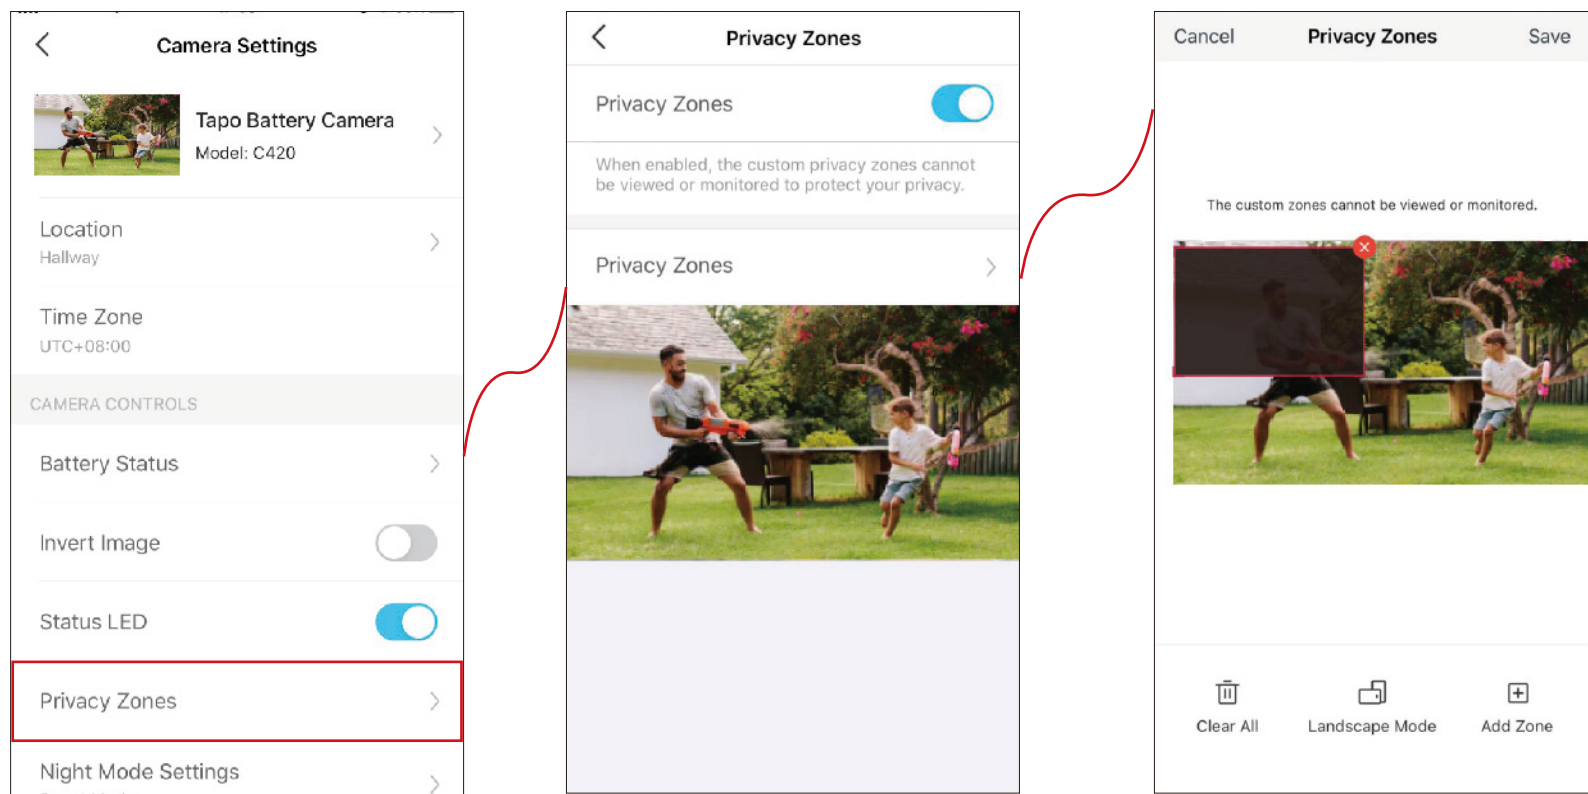 Camera Settings
Tapo Battery Camera
Model: C420
Location
Hallway
Time Zone
UTC+08:00
CAMERA CONTROLS
Battery Status
Invert Image
Status LED
Privacy Zones
Night Mode Settings
Privacy Zones
Privacy Zones
When enabled, the custom privacy zones cannot
be viewed or monitored to protect your privacy.
Privacy Zones
Cancel Privacy Zones Save
The custom zones cannot be viewed or monitored.
Clear All Landscape Mode Add Zone